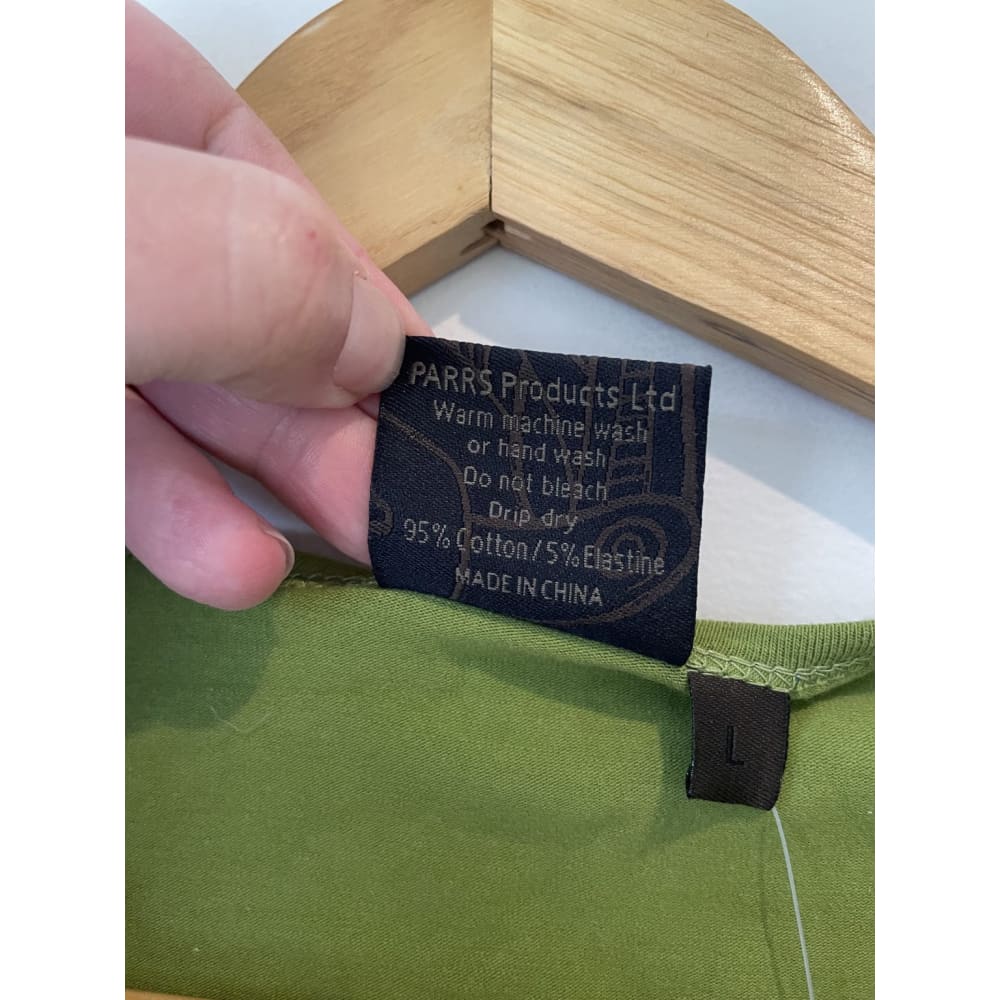 PARRS Products Ltd
Warm machine wash
or hand wash
Do not bleach
Drip dry
95% Cotton/5% Elastine
MADE IN CHINA
L